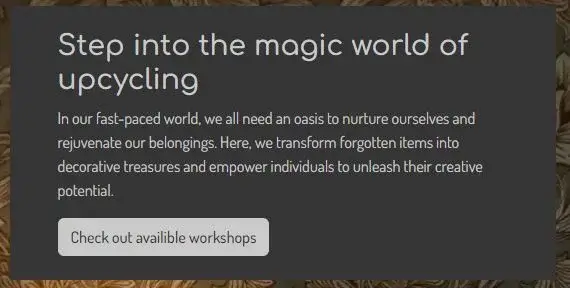 Step into the magic world of
upcycling
In our fast-paced world, we all need an oasis to nurture ourselves and
rejuvenate our belongings. Here, we transform forgotten items into
decorative treasures and empower individuals to unleash their creative
potential.
Check out availible workshops